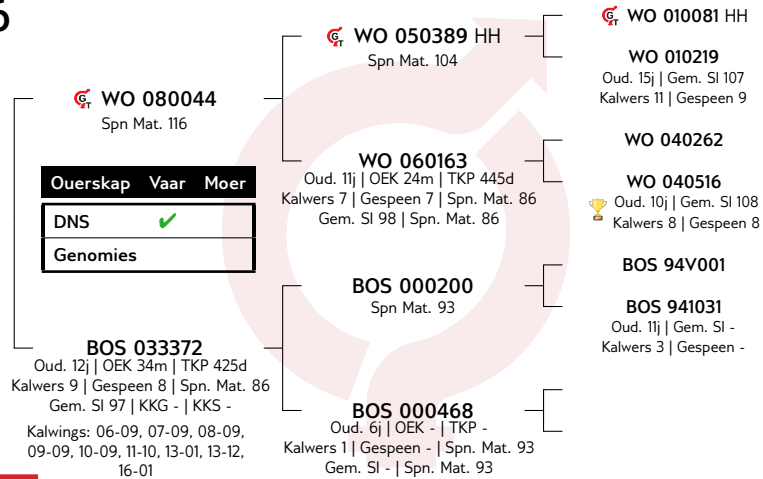 6
WO 080044
Spn Mat. 116
Ouerskap Vaar Moer
DNS ✔
Genomies
BOS 033372
Oud. 12j | OEK 34m | TKP 425d
Kalwers 9 | Gespeen 8 | Spn. Mat. 86
Gem. SI 97 | KKG - | KKS -
Kalwings: 06-09, 07-09, 08-09,
09-09, 10-09, 11-10, 13-01, 13-12,
16-01
WO 050389 HH
Spn Mat. 104
WO 060163
Oud. 11j | OEK 24m | TKP 445d
Kalwers 7 | Gespeen 7 | Spn. Mat. 86
Gem. SI 98 | Spn. Mat. 86
BOS 000200
Spn Mat. 93
BOS 000468
Oud. 6j | OEK - | TKP -
Kalwers 1 | Gespeen - | Spn. Mat. 93
Gem. SI - | Spn. Mat. 93
WO 010081 HH
WO 010219
Oud. 15j | Gem. SI 107
Kalwers 11 | Gespeen 9
WO 040262
WO 040516
Oud. 10j | Gem. SI 108
Kalwers 8 | Gespeen 8
BOS 94V001
BOS 941031
Oud. 11j | Gem. SI -
Kalwers 3 | Gespeen -